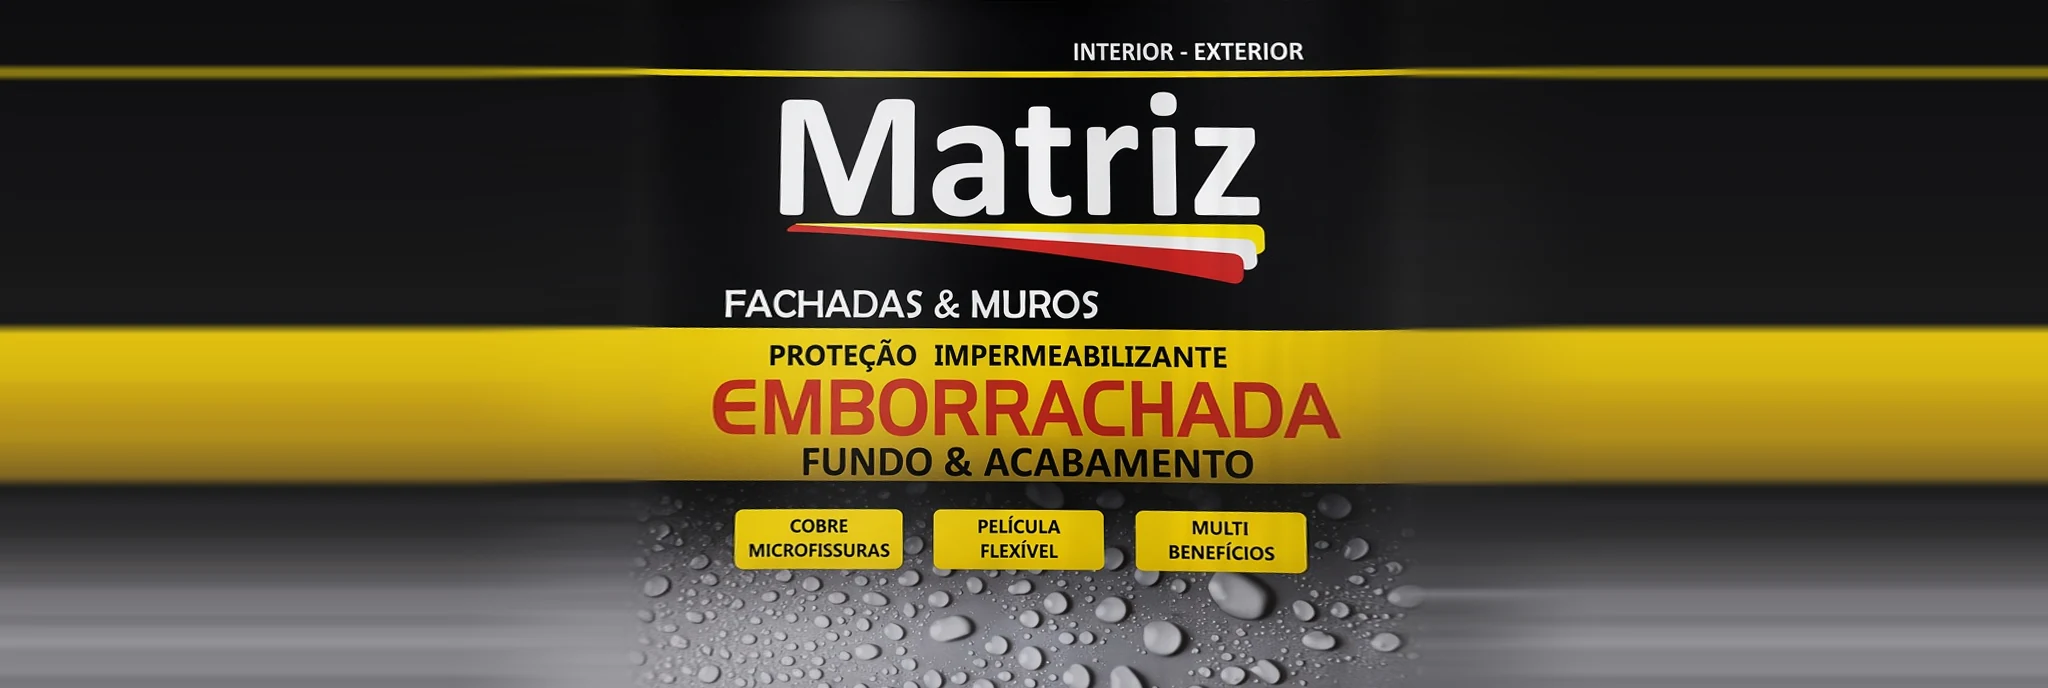 INTERIOR - EXTERIOR
Matriz
FACHADAS & MUROS
PROTEÇÃO IMPERMEABILIZANTE
EMBORRACHADA
FUNDO & ACABAMENTO
COBRE
MICROFISSURAS
PELÍCULA
FLEXÍVEL
MULTI
BENEFÍCIOS